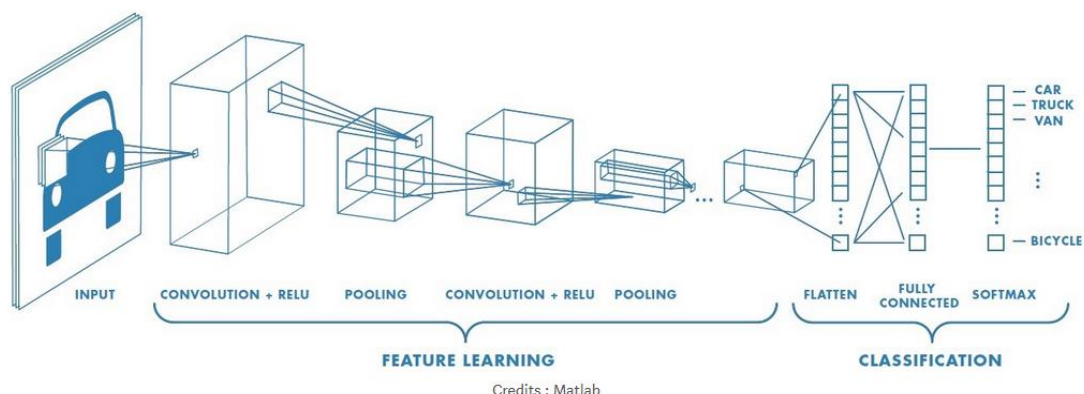 CAR
TRUCK
VAN
BICYCLE
INPUT
CONVOLUTION + RELU
POOLING
CONVOLUTION + RELU
POOLING
FLATTEN
FULLY
CONNECTED
SOFTMAX
FEATURE LEARNING
CLASSIFICATION
Credits : Matlab